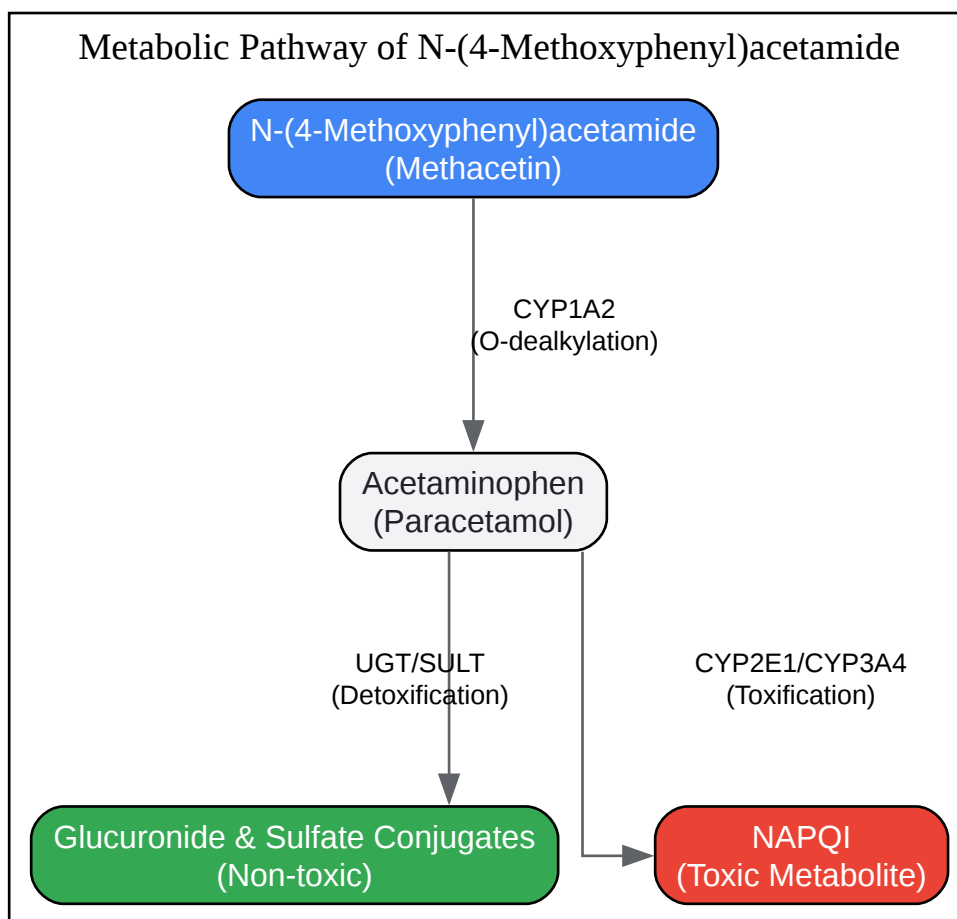 Metabolic Pathway of N-(4-Methoxyphenyl)acetamide
N-(4-Methoxyphenyl)acetamide
(Methacetin)
CYP1A2
(O-dealkylation)
Acetaminophen
(Paracetamol)
UGT/SULT
(Detoxification)
CYP2E1/CYP3A4
(Toxification)
Glucuronide & Sulfate Conjugates
(Non-toxic)
NAPQI
(Toxic Metabolite)